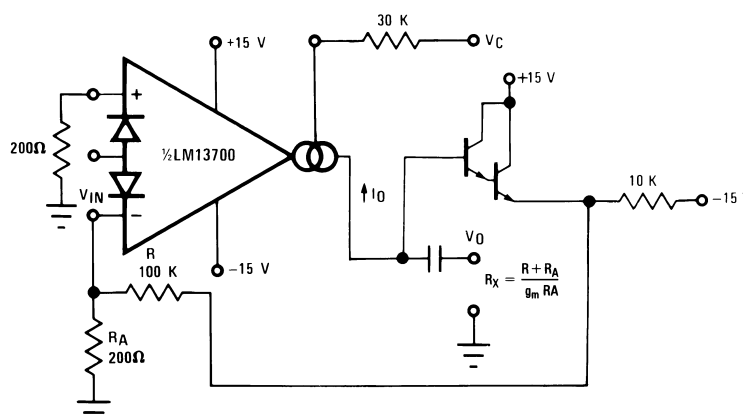 30 K
V_C
+15 V
+15 V
+
½LM13700
200Ω
V_IN
−
I_O
10 K
−15 V
V_O
R
100 K
−15 V
R_X = (R + R_A) / (g_m RA)
R_A
200Ω